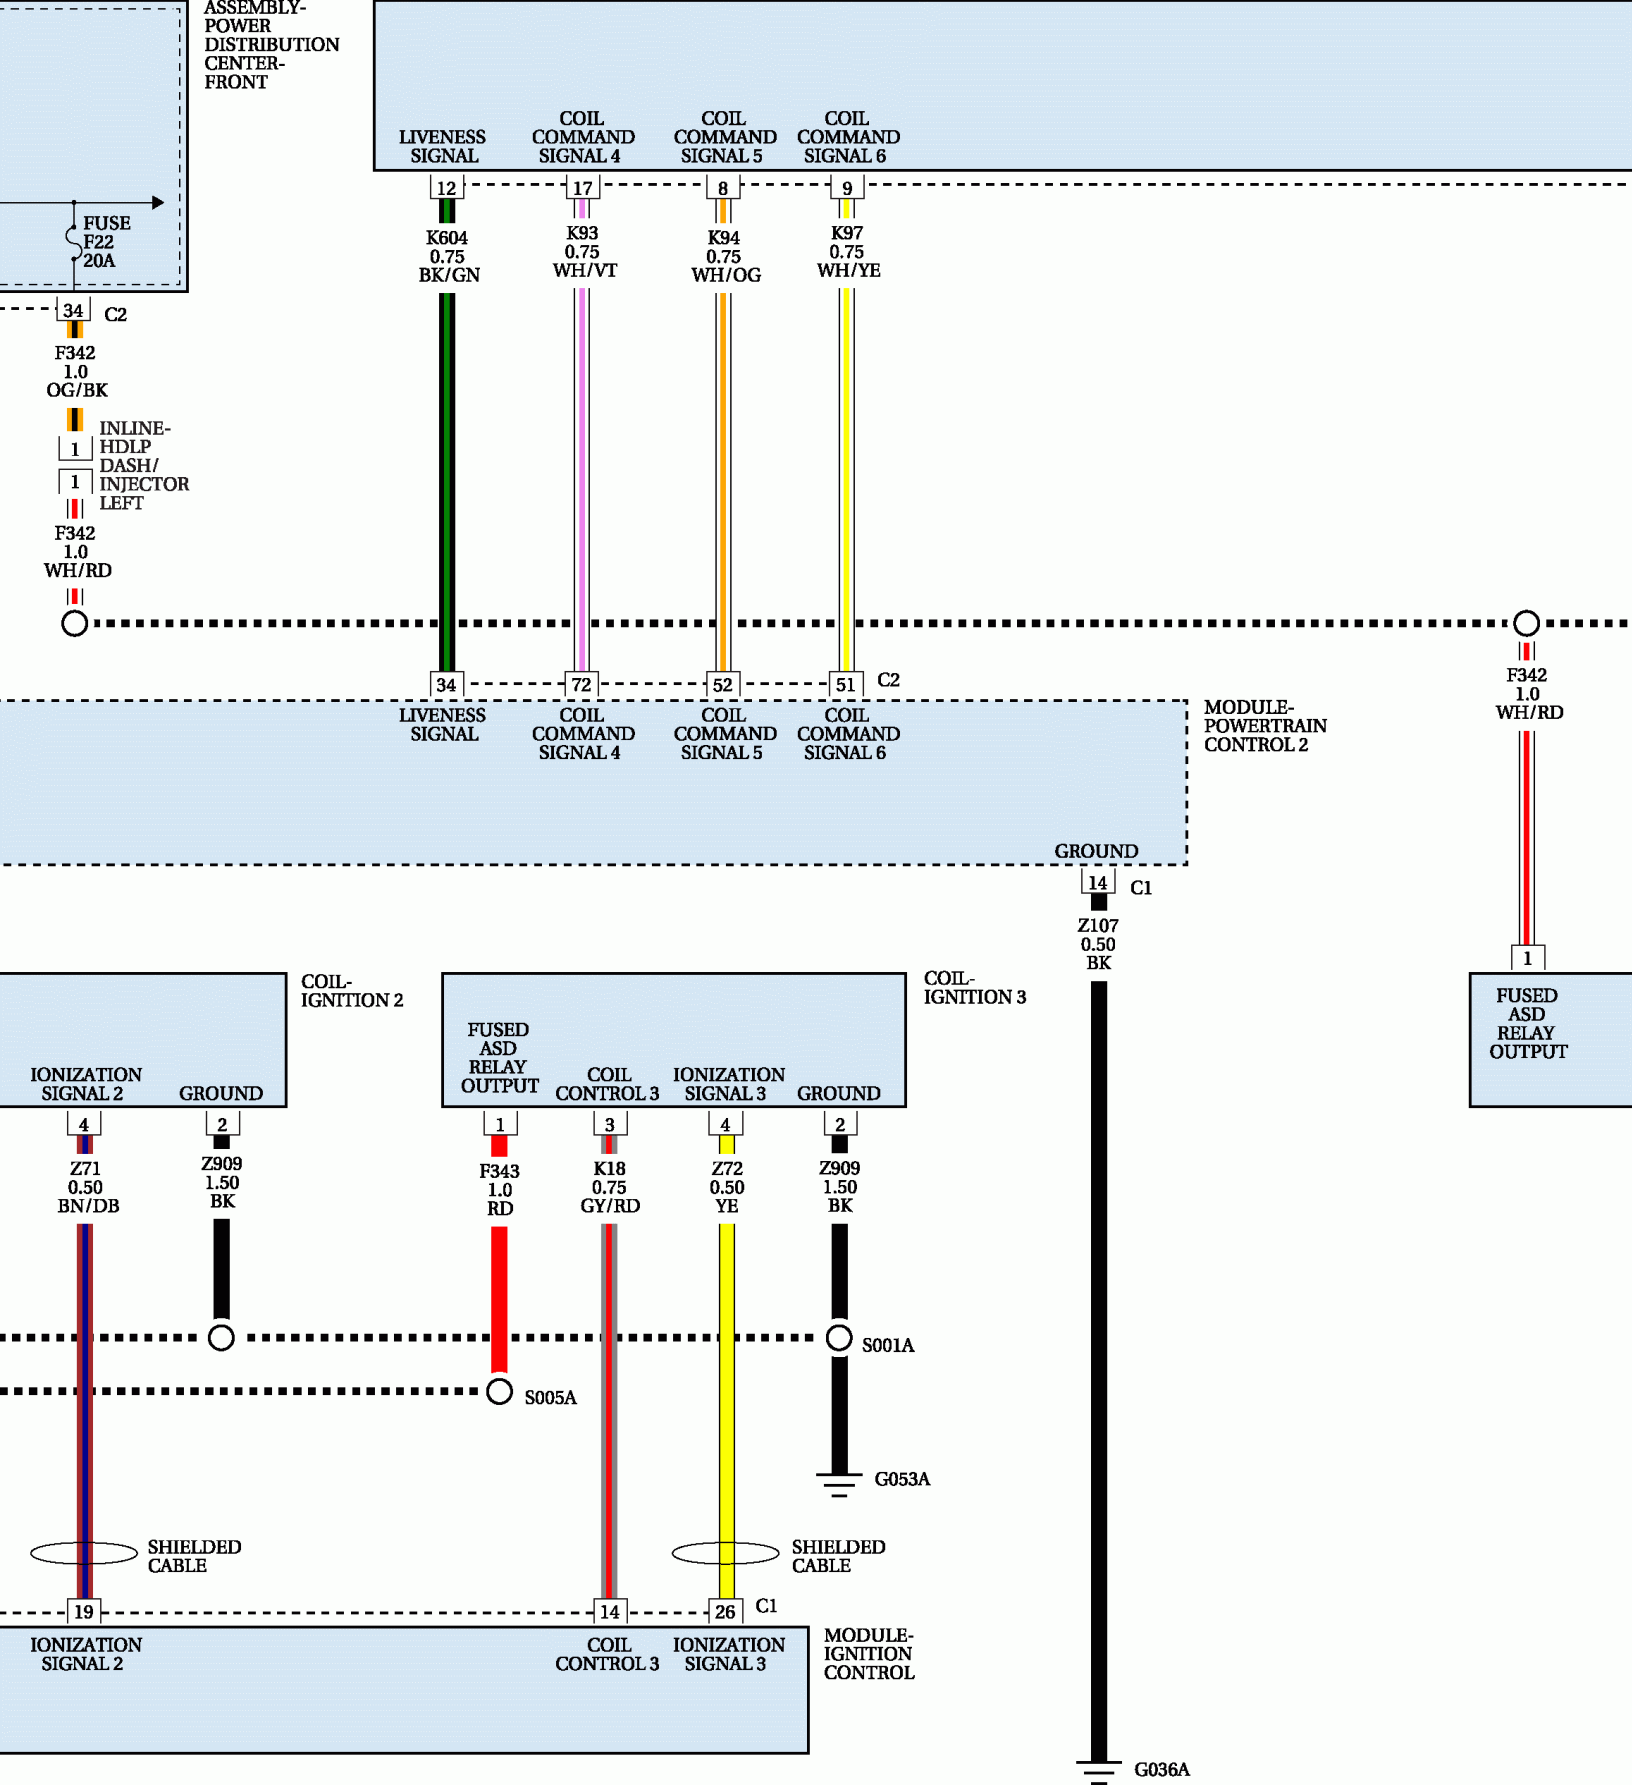 ASSEMBLY-
POWER
DISTRIBUTION
CENTER-
FRONT
FUSE
F22
20A
34
C2
F342
1.0
OG/BK
1
1
INLINE-
HDLP
DASH/
INJECTOR
LEFT
F342
1.0
WH/RD
LIVENESS
SIGNAL
COIL
COMMAND
SIGNAL 4
COIL
COMMAND
SIGNAL 5
COIL
COMMAND
SIGNAL 6
12
17
8
9
K604
0.75
BK/GN
K93
0.75
WH/VT
K94
0.75
WH/OG
K97
0.75
WH/YE
34
72
52
51
C2
LIVENESS
SIGNAL
COIL
COMMAND
SIGNAL 4
COIL
COMMAND
SIGNAL 5
COIL
COMMAND
SIGNAL 6
MODULE-
POWERTRAIN
CONTROL 2
GROUND
14
C1
Z107
0.50
BK
F342
1.0
WH/RD
1
FUSED
ASD
RELAY
OUTPUT
COIL-
IGNITION 2
IONIZATION
SIGNAL 2
GROUND
4
2
Z71
0.50
BN/DB
Z909
1.50
BK
COIL-
IGNITION 3
FUSED
ASD
RELAY
OUTPUT
COIL
CONTROL 3
IONIZATION
SIGNAL 3
GROUND
1
3
4
2
F343
1.0
RD
K18
0.75
GY/RD
Z72
0.50
YE
Z909
1.50
BK
S001A
S005A
G053A
SHIELDED
CABLE
SHIELDED
CABLE
19
14
26
C1
IONIZATION
SIGNAL 2
COIL
CONTROL 3
IONIZATION
SIGNAL 3
MODULE-
IGNITION
CONTROL
G036A